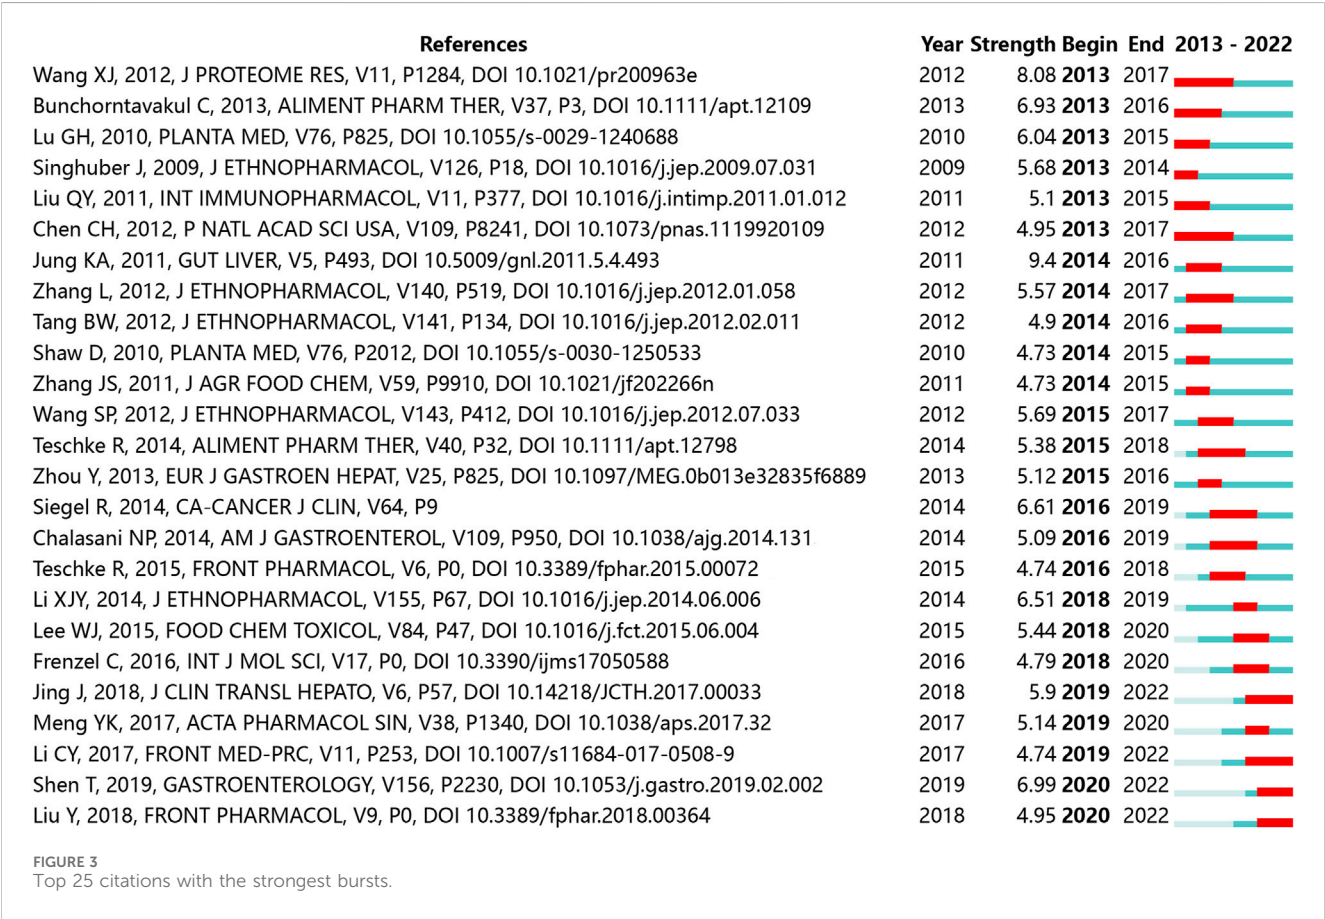 References Year Strength Begin End 2013 - 2022
Wang XJ, 2012, J PROTEOME RES, V11, P1284, DOI 10.1021/pr200963e 2012 8.08 2013 2017
Bunchorntavakul C, 2013, ALIMENT PHARM THER, V37, P3, DOI 10.1111/apt.12109 2013 6.93 2013 2016
Lu GH, 2010, PLANTA MED, V76, P825, DOI 10.1055/s-0029-1240688 2010 6.04 2013 2015
Singhuber J, 2009, J ETHNOPHARMACOL, V126, P18, DOI 10.1016/j.jep.2009.07.031 2009 5.68 2013 2014
Liu QY, 2011, INT IMMUNOPHARMACOL, V11, P377, DOI 10.1016/j.intimp.2011.01.012 2011 5.1 2013 2015
Chen CH, 2012, P NATL ACAD SCI USA, V109, P8241, DOI 10.1073/pnas.1119920109 2012 4.95 2013 2017
Jung KA, 2011, GUT LIVER, V5, P493, DOI 10.5009/gnl.2011.5.4.493 2011 9.4 2014 2016
Zhang L, 2012, J ETHNOPHARMACOL, V140, P519, DOI 10.1016/j.jep.2012.01.058 2012 5.57 2014 2017
Tang BW, 2012, J ETHNOPHARMACOL, V141, P134, DOI 10.1016/j.jep.2012.02.011 2012 4.9 2014 2016
Shaw D, 2010, PLANTA MED, V76, P2012, DOI 10.1055/s-0030-1250533 2010 4.73 2014 2015
Zhang JS, 2011, J AGR FOOD CHEM, V59, P9910, DOI 10.1021/jf202266n 2011 4.73 2014 2015
Wang SP, 2012, J ETHNOPHARMACOL, V143, P412, DOI 10.1016/j.jep.2012.07.033 2012 5.69 2015 2017
Teschke R, 2014, ALIMENT PHARM THER, V40, P32, DOI 10.1111/apt.12798 2014 5.38 2015 2018
Zhou Y, 2013, EUR J GASTROEN HEPAT, V25, P825, DOI 10.1097/MEG.0b013e32835f6889 2013 5.12 2015 2016
Siegel R, 2014, CA-CANCER J CLIN, V64, P9 2014 6.61 2016 2019
Chalasani NP, 2014, AM J GASTROENTEROL, V109, P950, DOI 10.1038/ajg.2014.131 2014 5.09 2016 2019
Teschke R, 2015, FRONT PHARMACOL, V6, P0, DOI 10.3389/fphar.2015.00072 2015 4.74 2016 2018
Li XJY, 2014, J ETHNOPHARMACOL, V155, P67, DOI 10.1016/j.jep.2014.06.006 2014 6.51 2018 2019
Lee WJ, 2015, FOOD CHEM TOXICOL, V84, P47, DOI 10.1016/j.fct.2015.06.004 2015 5.44 2018 2020
Frenzel C, 2016, INT J MOL SCI, V17, P0, DOI 10.3390/ijms17050588 2016 4.79 2018 2020
Jing J, 2018, J CLIN TRANSL HEPATO, V6, P57, DOI 10.14218/JCTH.2017.00033 2018 5.9 2019 2022
Meng YK, 2017, ACTA PHARMACOL SIN, V38, P1340, DOI 10.1038/aps.2017.32 2017 5.14 2019 2020
Li CY, 2017, FRONT MED-PRC, V11, P253, DOI 10.1007/s11684-017-0508-9 2017 4.74 2019 2022
Shen T, 2019, GASTROENTEROLOGY, V156, P2230, DOI 10.1053/j.gastro.2019.02.002 2019 6.99 2020 2022
Liu Y, 2018, FRONT PHARMACOL, V9, P0, DOI 10.3389/fphar.2018.00364 2018 4.95 2020 2022
FIGURE 3
Top 25 citations with the strongest bursts.